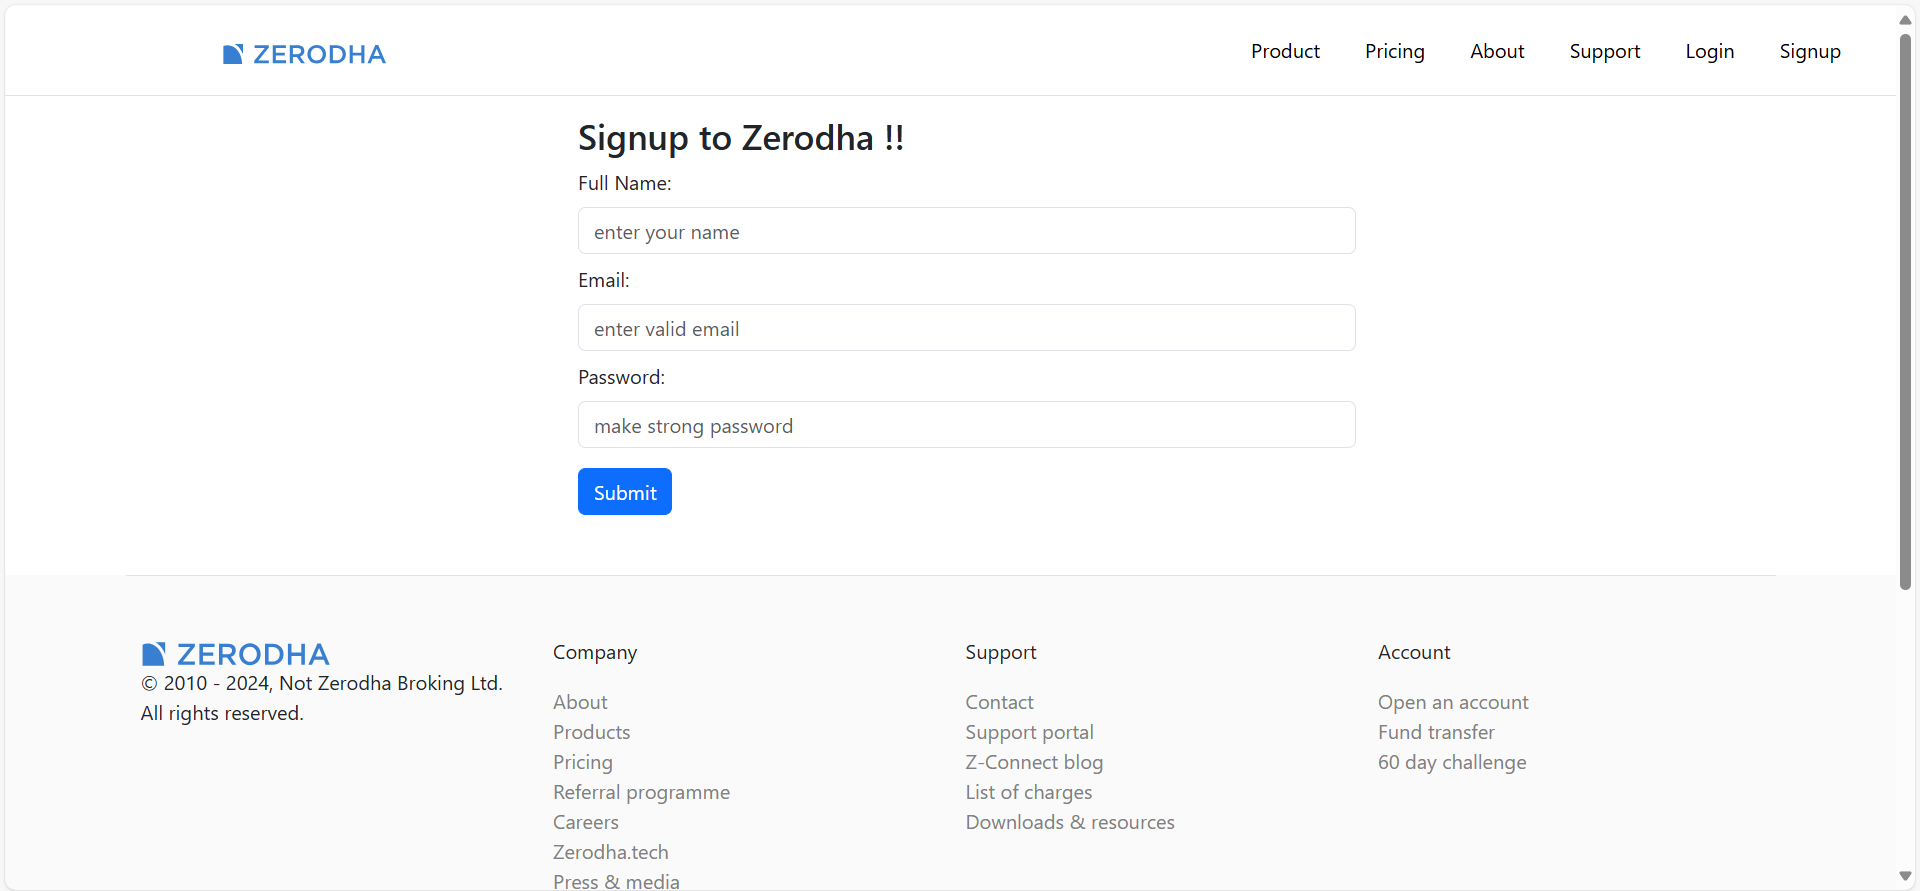 ZERODHA
Product Pricing About Support Login Signup
Signup to Zerodha !!
Full Name:
enter your name
Email:
enter valid email
Password:
make strong password
Submit
ZERODHA
© 2010 - 2024, Not Zerodha Broking Ltd.
All rights reserved.
Company
About
Products
Pricing
Referral programme
Careers
Zerodha.tech
Press & media
Support
Contact
Support portal
Z-Connect blog
List of charges
Downloads & resources
Account
Open an account
Fund transfer
60 day challenge